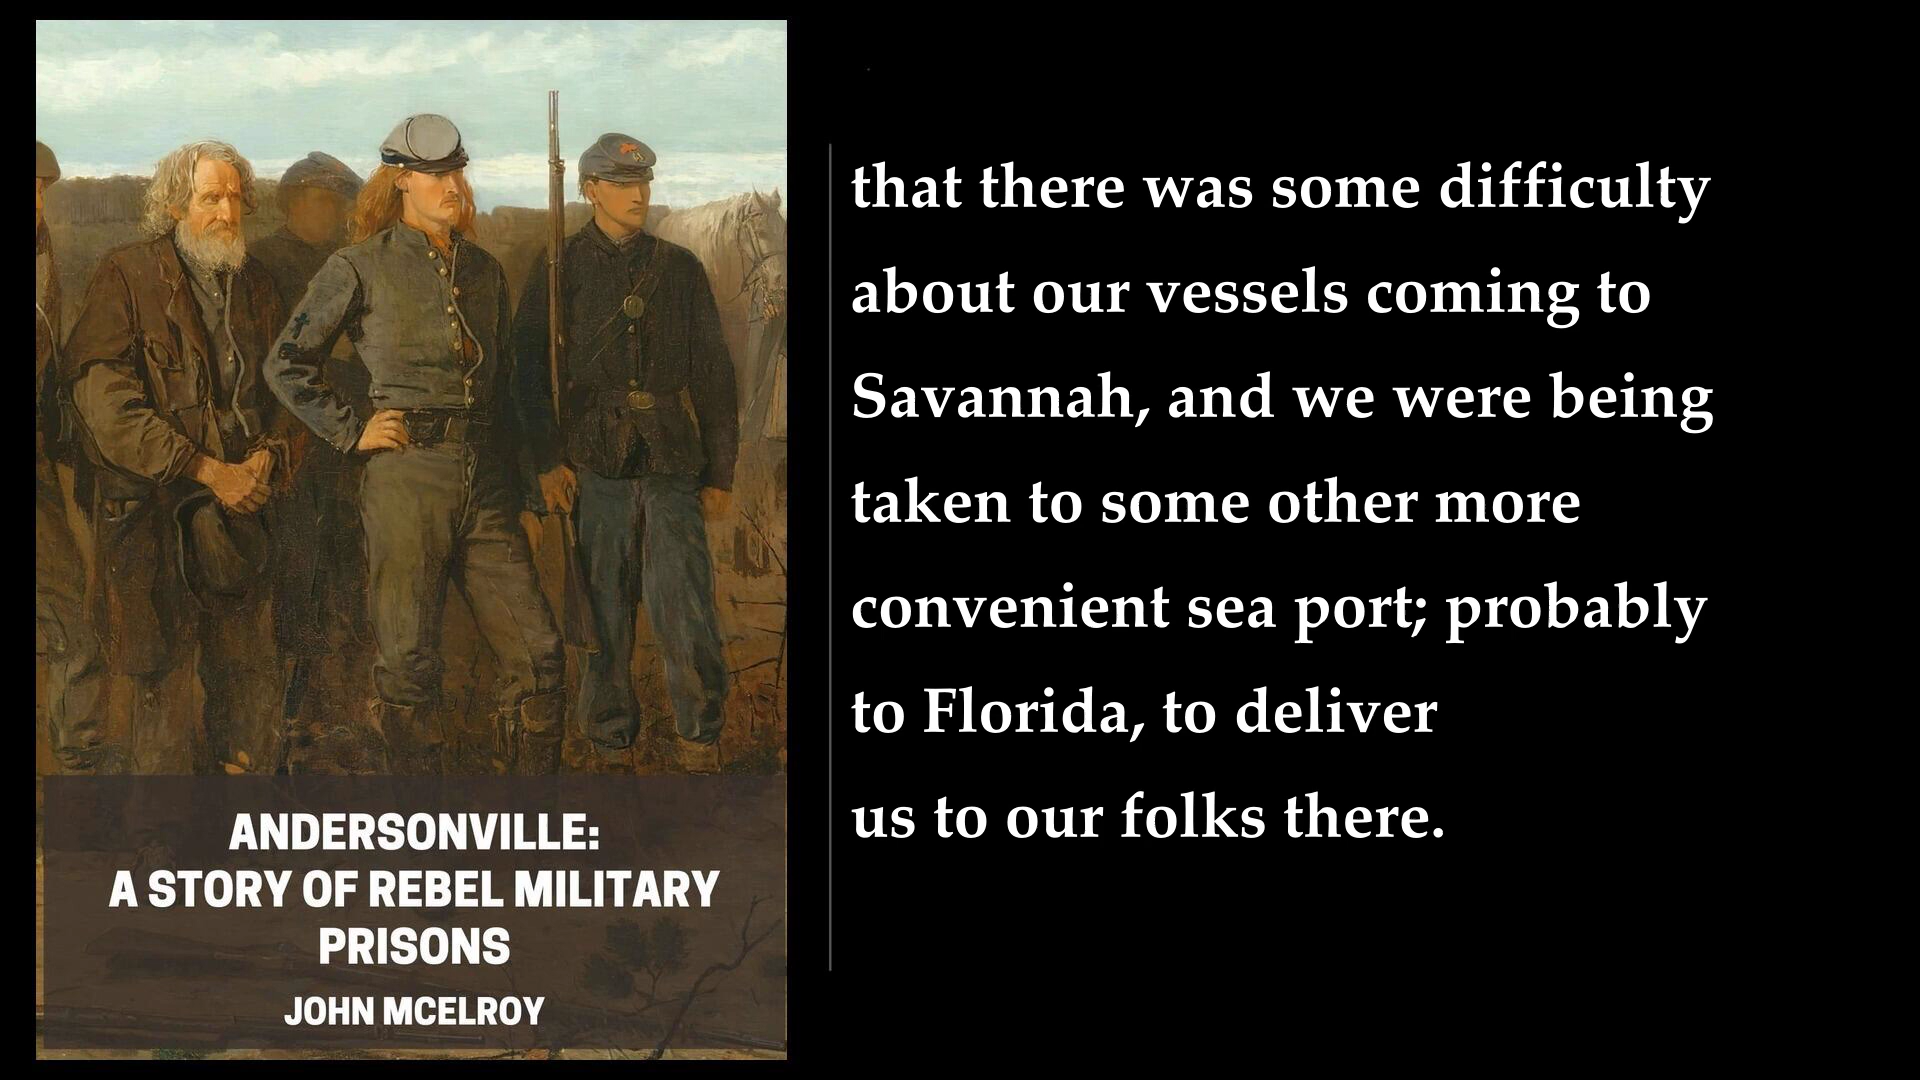 ANDERSONVILLE:
A STORY OF REBEL MILITARY
PRISONS
JOHN MCELROY
that there was some difficulty
about our vessels coming to
Savannah, and we were being
taken to some other more
convenient sea port; probably
to Florida, to deliver
us to our folks there.